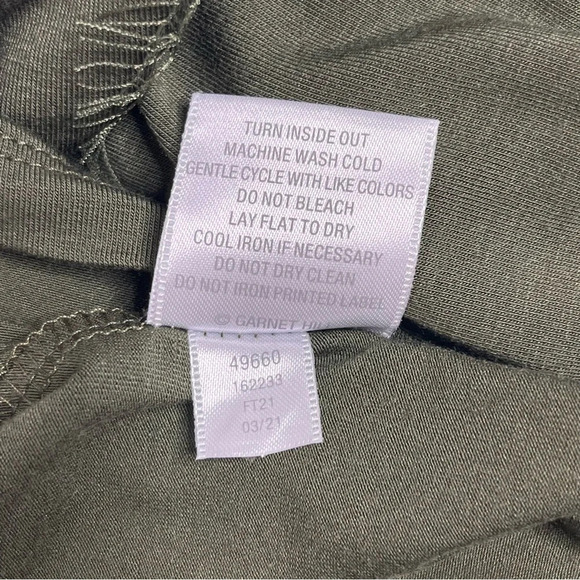 TURN INSIDE OUT
MACHINE WASH COLD
GENTLE CYCLE WITH LIKE COLORS
DO NOT BLEACH
LAY FLAT TO DRY
COOL IRON IF NECESSARY
DO NOT DRY CLEAN
DO NOT IRON PRINTED LABEL
© GARNET HI
49660
162233
FT21
03/21